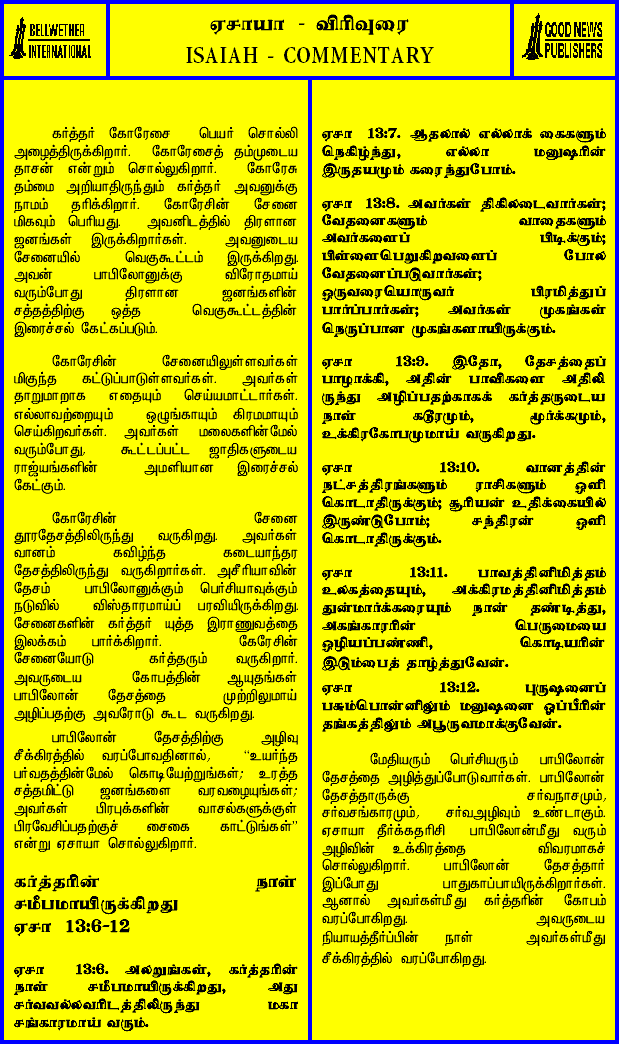 BELLWETHER
INTERNATIONAL
ஏசாயா - விரிவுரை
ISAIAH - COMMENTARY
GOOD NEWS
PUBLISHERS
கர்த்தர் கோரேசை பெயர் சொல்லி
அழைத்திருக்கிறார். கோரேசைத் தம்முடைய
தாசன் என்றும் சொல்லுகிறார். கோரேசு
தம்மை அறியாதிருந்தும் கர்த்தர் அவனுக்கு
நாமம் தரிக்கிறார். கோரேசின் சேனை
மிகவும் பெரியது. அவனிடத்தில் திரளான
ஜனங்கள் இருக்கிறார்கள். அவனுடைய
சேனையில் வெகுகூட்டம் இருக்கிறது.
அவன் பாபிலோனுக்கு விரோதமாய்
வரும்போது திரளான ஜனங்களின்
சத்தத்திற்கு ஒத்த வெகுகூட்டத்தின்
இரைச்சல் கேட்கப்படும்.
கோரேசின் சேனையிலுள்ளவர்கள்
மிகுந்த கட்டுப்பாடுள்ளவர்கள். அவர்கள்
தாறுமாறாக எதையும் செய்யமாட்டார்கள்.
எல்லாவற்றையும் ஒழுங்காயும் கிரமமாயும்
செய்கிறவர்கள். அவர்கள் மலைகளின்மேல்
வரும்போது, கூட்டப்பட்ட ஜாதிகளுடைய
ராஜ்யங்களின் அமளியான இரைச்சல்
கேட்கும்.
கோரேசின் சேனை
தூரதேசத்திலிருந்து வருகிறது. அவர்கள்
வானம் கவிழ்ந்த கடையாந்தர
தேசத்திலிருந்து வருகிறார்கள். அசீரியாவின்
தேசம் பாபிலோனுக்கும் பெர்சியாவுக்கும்
நடுவில் விஸ்தாரமாய்ப் பரவியிருக்கிறது.
சேனைகளின் கர்த்தர் யுத்த இராணுவத்தை
இலக்கம் பார்க்கிறார். கேரேசின்
சேனையோடு கர்த்தரும் வருகிறார்.
அவருடைய கோபத்தின் ஆயுதங்கள்
பாபிலோன் தேசத்தை முற்றிலுமாய்
அழிப்பதற்கு அவரோடு கூட வருகிறது.
பாபிலோன் தேசத்திற்கு அழிவு
சீக்கிரத்தில் வரப்போவதினால், “உயர்ந்த
பர்வதத்தின்மேல் கொடியேற்றுங்கள்; உரத்த
சத்தமிட்டு ஜனங்களை வரவழையுங்கள்;
அவர்கள் பிரபுக்களின் வாசல்களுக்குள்
பிரவேசிப்பதற்குச் சைகை காட்டுங்கள்”
என்று ஏசாயா சொல்லுகிறார்.
கர்த்தரின் நாள்
சமீபமாயிருக்கிறது
ஏசா 13:6-12
ஏசா 13:6. அலறுங்கள், கர்த்தரின்
நாள் சமீபமாயிருக்கிறது, அது
சர்வவல்லவரிடத்திலிருந்து மகா
சங்காரமாய் வரும்.
ஏசா 13:7. ஆதலால் எல்லாக் கைகளும்
நெகிழ்ந்து, எல்லா மனுஷரின்
இருதயமும் கரைந்துபோம்.
ஏசா 13:8. அவர்கள் திகிலடைவார்கள்;
வேதனைகளும் வாதைகளும்
அவர்களைப் பிடிக்கும்;
பிள்ளைபெறுகிறவளைப் போல
வேதனைப்படுவார்கள்;
ஒருவரையொருவர் பிரமித்துப்
பார்ப்பார்கள்; அவர்கள் முகங்கள்
நெருப்பான முகங்களாயிருக்கும்.
ஏசா 13:9. இதோ, தேசத்தைப்
பாழாக்கி, அதின் பாவிகளை அதிலி
ருந்து அழிப்பதற்காகக் கர்த்தருடைய
நாள் கடூரமும், மூர்க்கமும்,
உக்கிரகோபமுமாய் வருகிறது.
ஏசா 13:10. வானத்தின்
நட்சத்திரங்களும் ராசிகளும் ஒளி
கொடாதிருக்கும்; சூரியன் உதிக்கையில்
இருண்டுபோம்; சந்திரன் ஒளி
கொடாதிருக்கும்.
ஏசா 13:11. பாவத்தினிமித்தம்
உலகத்தையும், அக்கிரமத்தினிமித்தம்
துன்மார்க்கரையும் நான் தண்டித்து,
அகங்காரரின் பெருமையை
ஒழியப்பண்ணி, கொடியரின்
இடும்பைத் தாழ்த்துவேன்.
ஏசா 13:12. புருஷனைப்
பசும்பொன்னிலும் மனுஷனை ஒப்பீரின்
தங்கத்திலும் அபூருவமாக்குவேன்.
மேதியரும் பெர்சியரும் பாபிலோன்
தேசத்தை அழித்துப்போடுவார்கள். பாபிலோன்
தேசத்தாருக்கு சர்வநாசமும்,
சர்வசங்காரமும், சர்வஅழிவும் உண்டாகும்.
ஏசாயா தீர்க்கதரிசி பாபிலோன்மீது வரும்
அழிவின் உக்கிரத்தை விவரமாகச்
சொல்லுகிறார். பாபிலோன் தேசத்தார்
இப்போது பாதுகாப்பாயிருக்கிறார்கள்.
ஆனால் அவர்கள்மீது கர்த்தரின் கோபம்
வரப்போகிறது. அவருடைய
நியாயத்தீர்ப்பின் நாள் அவர்கள்மீது
சீக்கிரத்தில் வரப்போகிறது.